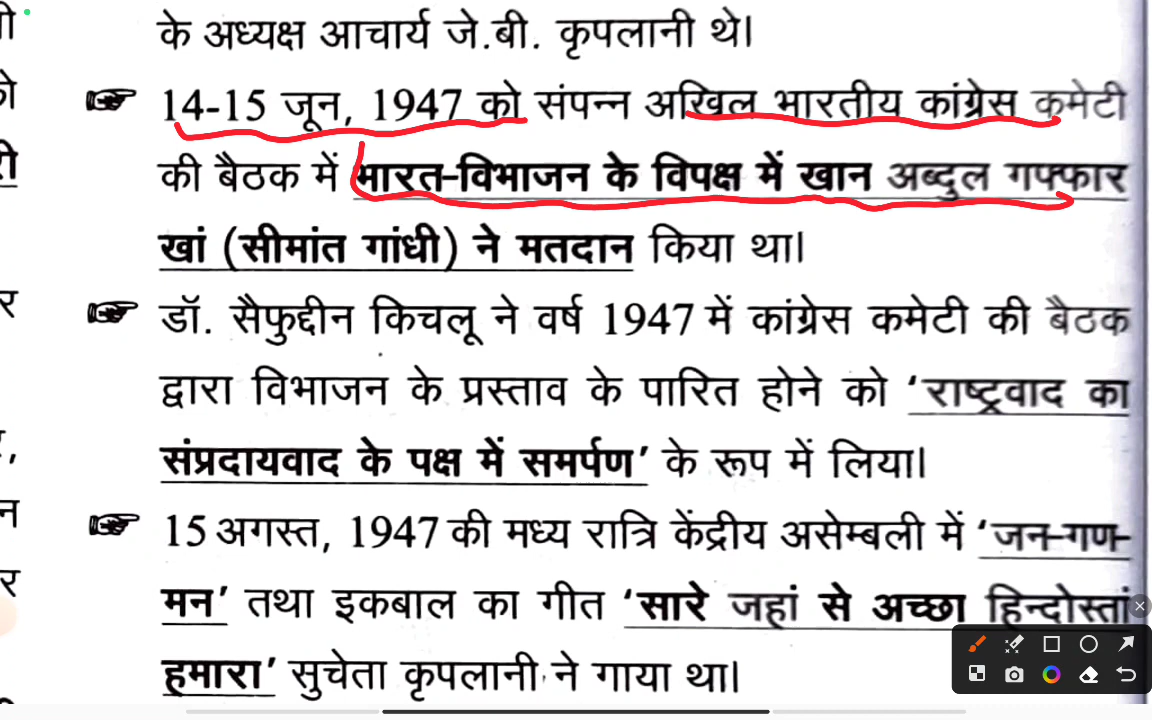 के अध्यक्ष आचार्य जे.बी. कृपलानी थे।
14-15 जून, 1947 को संपन्न अखिल भारतीय कांग्रेस कमेटी
की बैठक में भारत-विभाजन के विपक्ष में खान अब्दुल गफ्फार
खां (सीमांत गांधी) ने मतदान किया था।
डॉ. सैफुद्दीन किचलू ने वर्ष 1947 में कांग्रेस कमेटी की बैठक
द्वारा विभाजन के प्रस्ताव के पारित होने को ‘राष्ट्रवाद का
संप्रदायवाद के पक्ष में समर्पण’ के रूप में लिया।
15 अगस्त, 1947 की मध्य रात्रि केंद्रीय असेम्बली में ‘जन-गण-
मन’ तथा इकबाल का गीत ‘सारे जहां से अच्छा हिन्दोस्तां
हमारा’ सुचेता कृपलानी ने गाया था।